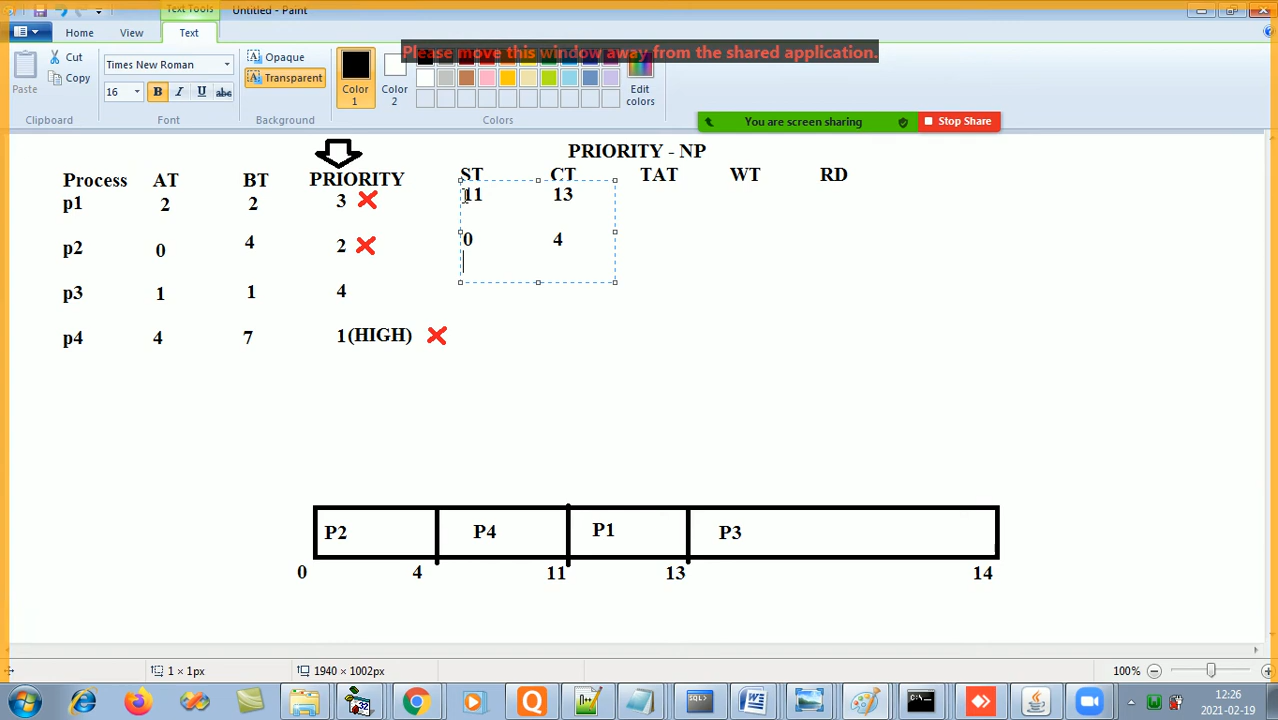 Text Tools
Untitled - Paint
Home View Text
Please move this window away from the shared application.
Paste
Cut
Copy
Times New Roman
16 B I U abc
Opaque
Transparent
Color 1
Color 2
Edit colors
Clipboard Font Background Colors
You are screen sharing Stop Share
PRIORITY - NP
Process AT BT PRIORITY ST CT TAT WT RD
p1 2 2 3 11 13
p2 0 4 2 0 4
p3 1 1 4
p4 4 7 1(HIGH)
P2 P4 P1 P3
0 4 11 13 14
1 × 1px 1940 × 1002px 100%
12:26
2021-02-19